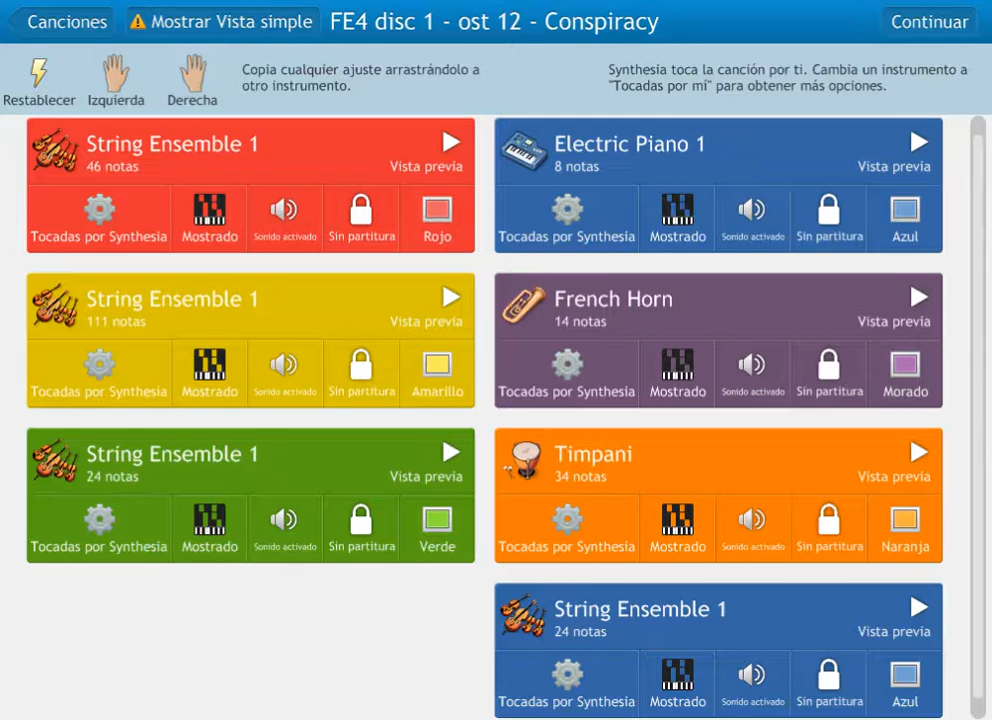 Canciones
Mostrar Vista simple
FE4 disc 1 - ost 12 - Conspiracy
Continuar
Restablecer
Izquierda
Derecha
Copia cualquier ajuste arrastrándolo a
otro instrumento.
Synthesia toca la canción por ti. Cambia un instrumento a
"Tocadas por mí" para obtener más opciones.
String Ensemble 1
46 notas
Vista previa
Tocadas por Synthesia
Mostrado
Sonido activado
Sin partitura
Rojo
Electric Piano 1
8 notas
Vista previa
Tocadas por Synthesia
Mostrado
Sonido activado
Sin partitura
Azul
String Ensemble 1
111 notas
Vista previa
Tocadas por Synthesia
Mostrado
Sonido activado
Sin partitura
Amarillo
French Horn
14 notas
Vista previa
Tocadas por Synthesia
Mostrado
Sonido activado
Sin partitura
Morado
String Ensemble 1
24 notas
Vista previa
Tocadas por Synthesia
Mostrado
Sonido activado
Sin partitura
Verde
Timpani
34 notas
Vista previa
Tocadas por Synthesia
Mostrado
Sonido activado
Sin partitura
Naranja
String Ensemble 1
24 notas
Vista previa
Tocadas por Synthesia
Mostrado
Sonido activado
Sin partitura
Azul